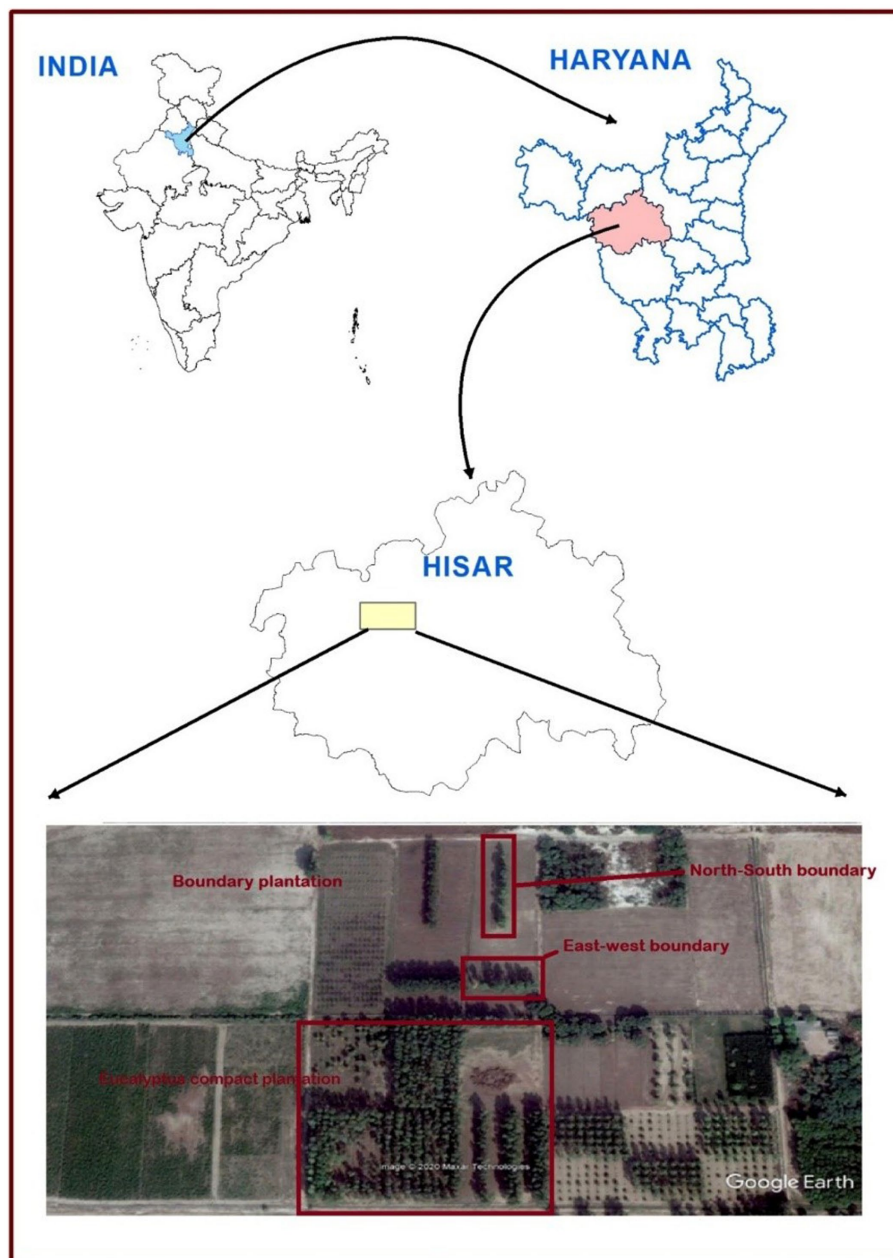 INDIA
HARYANA
HISAR
Boundary plantation
North-South boundary
East-west boundary
Eucalyptus compact plantation
Image © 2020 Maxar Technologies
Google Earth